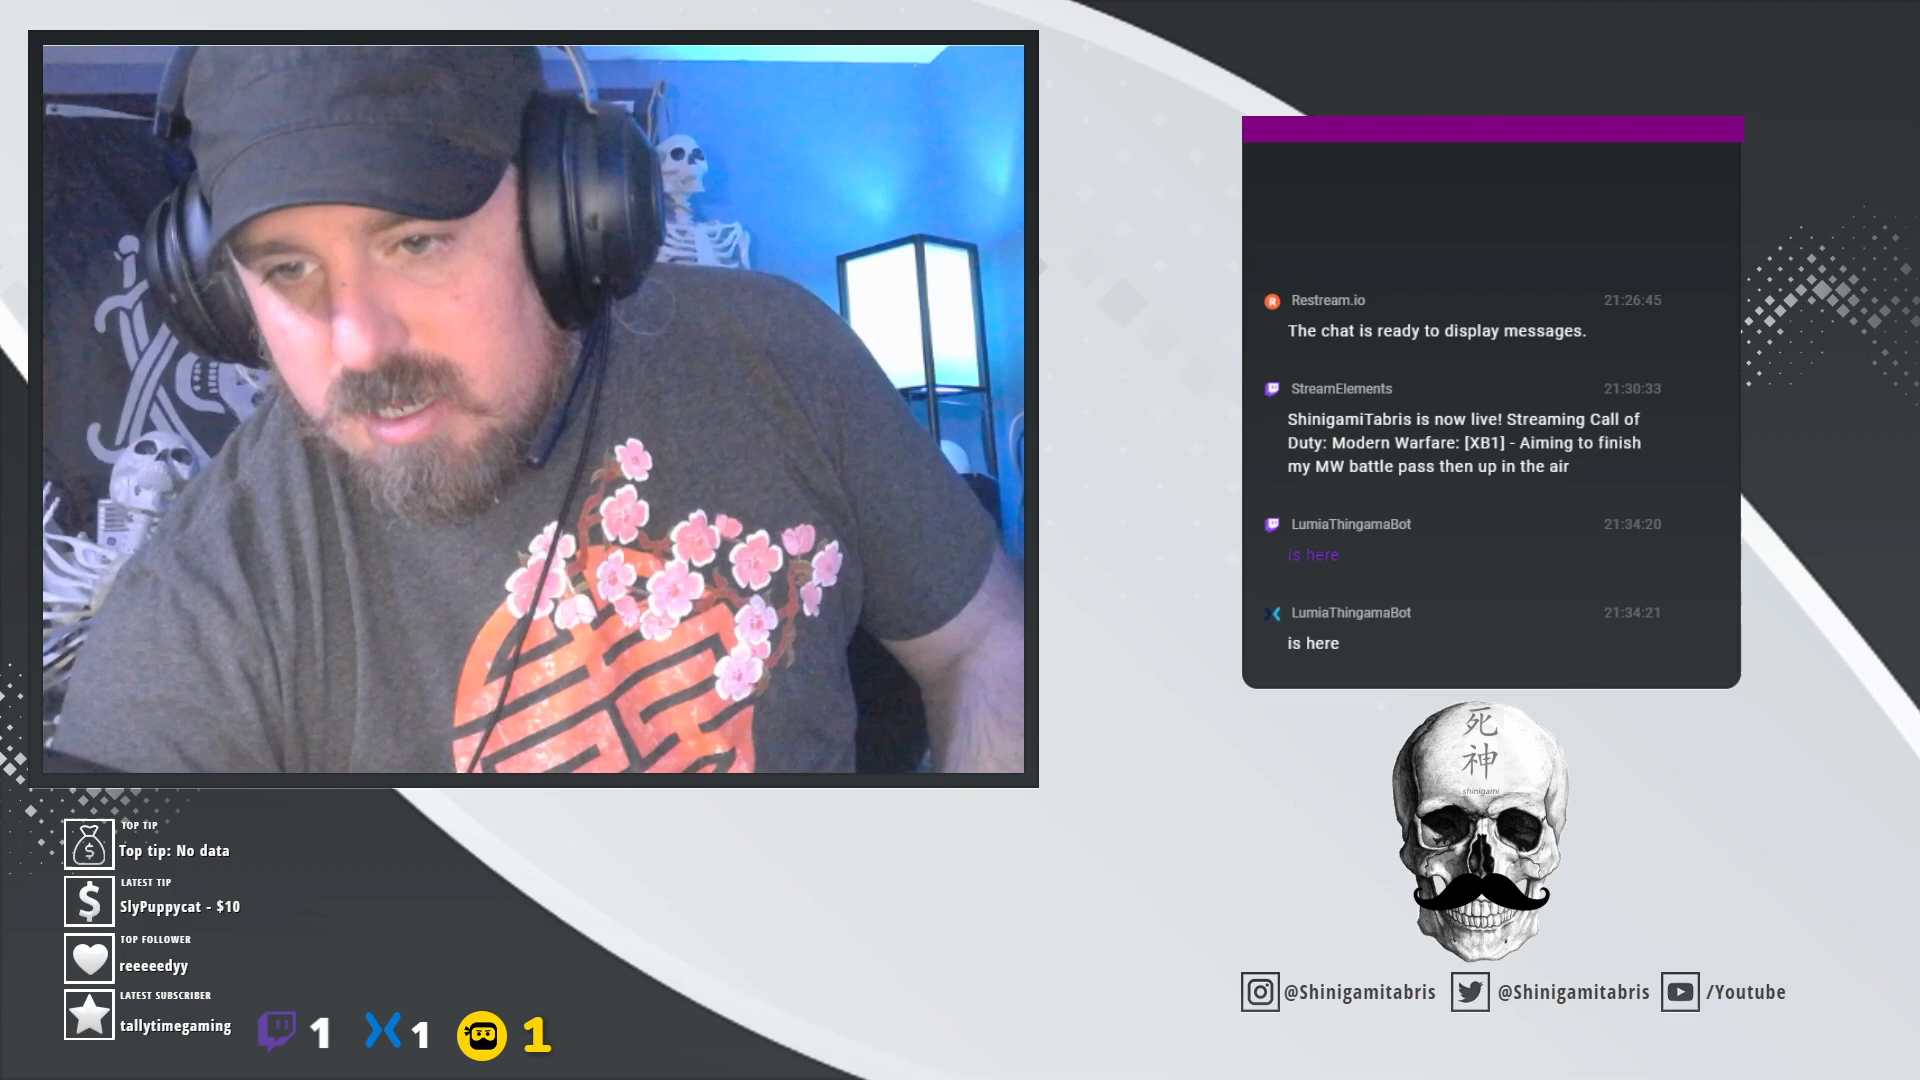 Restream.io 21:26:45
The chat is ready to display messages.
StreamElements 21:30:33
ShinigamiTabris is now live! Streaming Call of
Duty: Modern Warfare: [XB1] - Aiming to finish
my MW battle pass then up in the air
LumiaThingamaBot 21:34:20
is here
LumiaThingamaBot 21:34:21
is here
死
神
shinigami
TOP TIP
Top tip: No data
LATEST TIP
SlyPuppycat - $10
TOP FOLLOWER
reeeeedyy
LATEST SUBSCRIBER
tallytimegaming
1 1 1
@Shinigamitabris @Shinigamitabris /Youtube